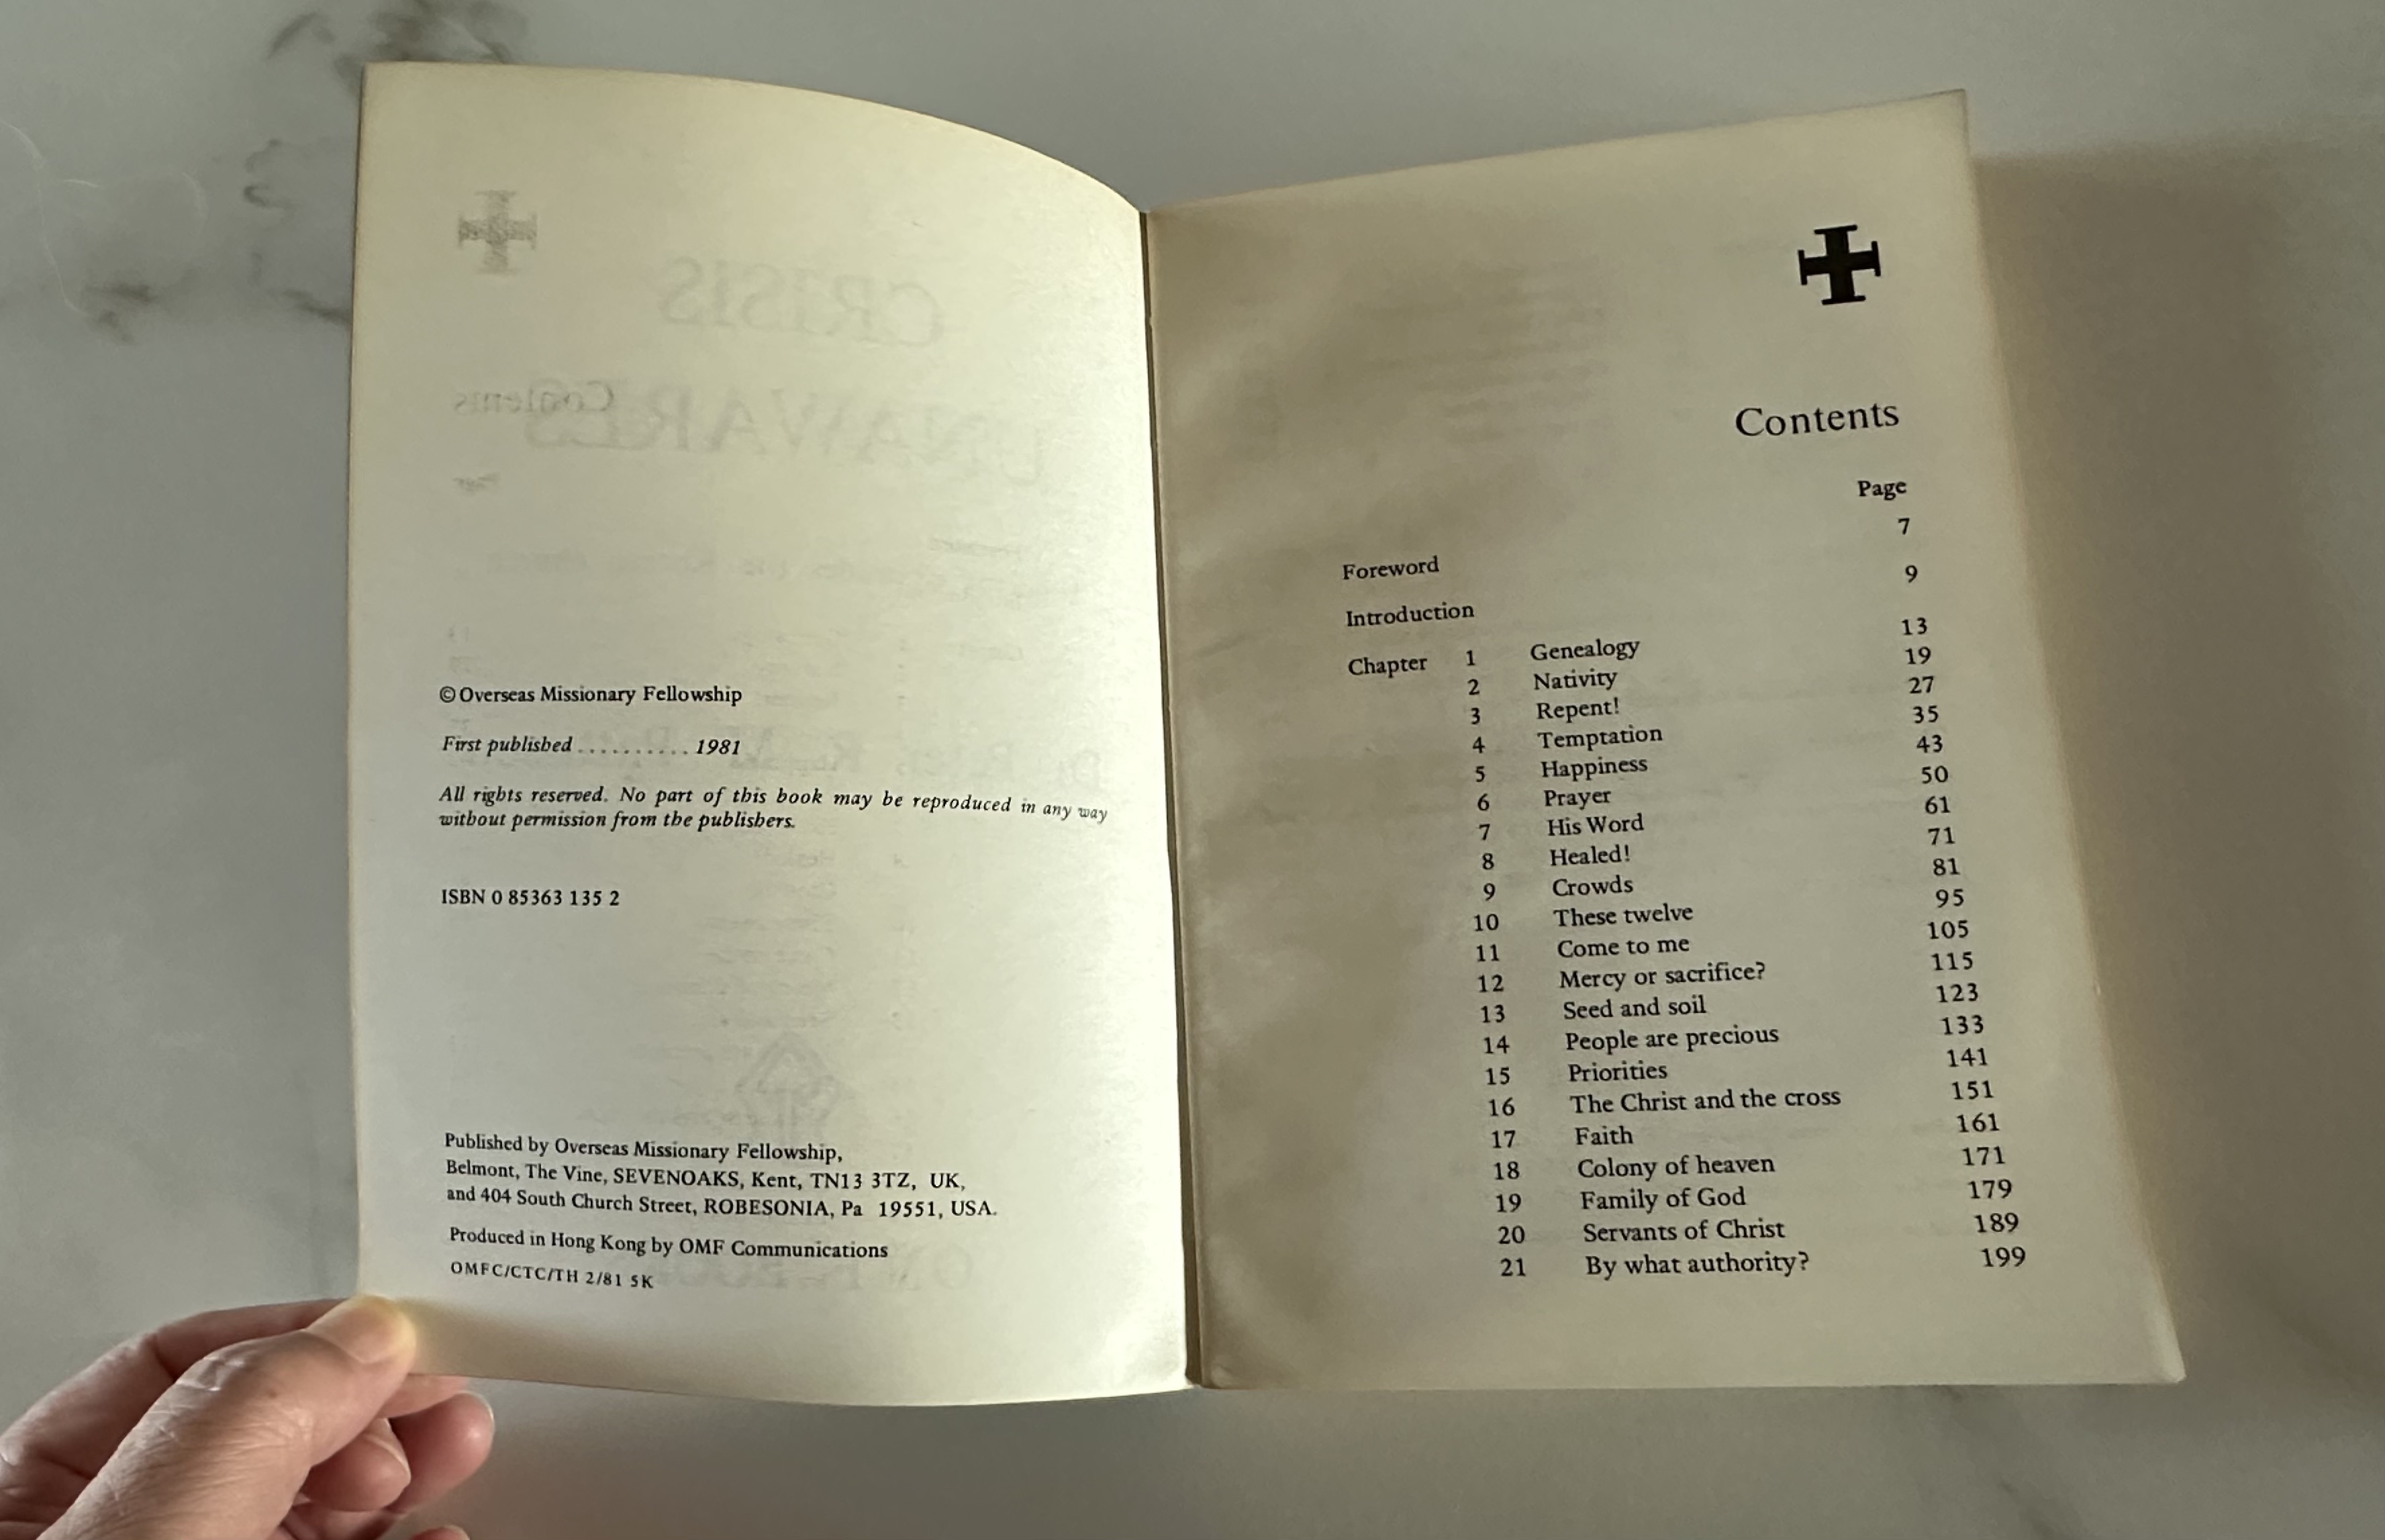 CRISIS
UNAWARES
© Overseas Missionary Fellowship
First published .......... 1981
All rights reserved. No part of this book may be reproduced in any way
without permission from the publishers.
ISBN 0 85363 135 2
Published by Overseas Missionary Fellowship,
Belmont, The Vine, SEVENOAKS, Kent, TN13 3TZ, UK,
and 404 South Church Street, ROBESONIA, Pa 19551, USA.
Produced in Hong Kong by OMF Communications
OMFC/CTC/TH 2/81 5K
Contents
Page
Foreword 7
Introduction 9
Chapter 1 Genealogy 13
2 Nativity 19
3 Repent! 27
4 Temptation 35
5 Happiness 43
6 Prayer 50
7 His Word 61
8 Healed! 71
9 Crowds 81
10 These twelve 95
11 Come to me 105
12 Mercy or sacrifice? 115
13 Seed and soil 123
14 People are precious 133
15 Priorities 141
16 The Christ and the cross 151
17 Faith 161
18 Colony of heaven 171
19 Family of God 179
20 Servants of Christ 189
21 By what authority? 199